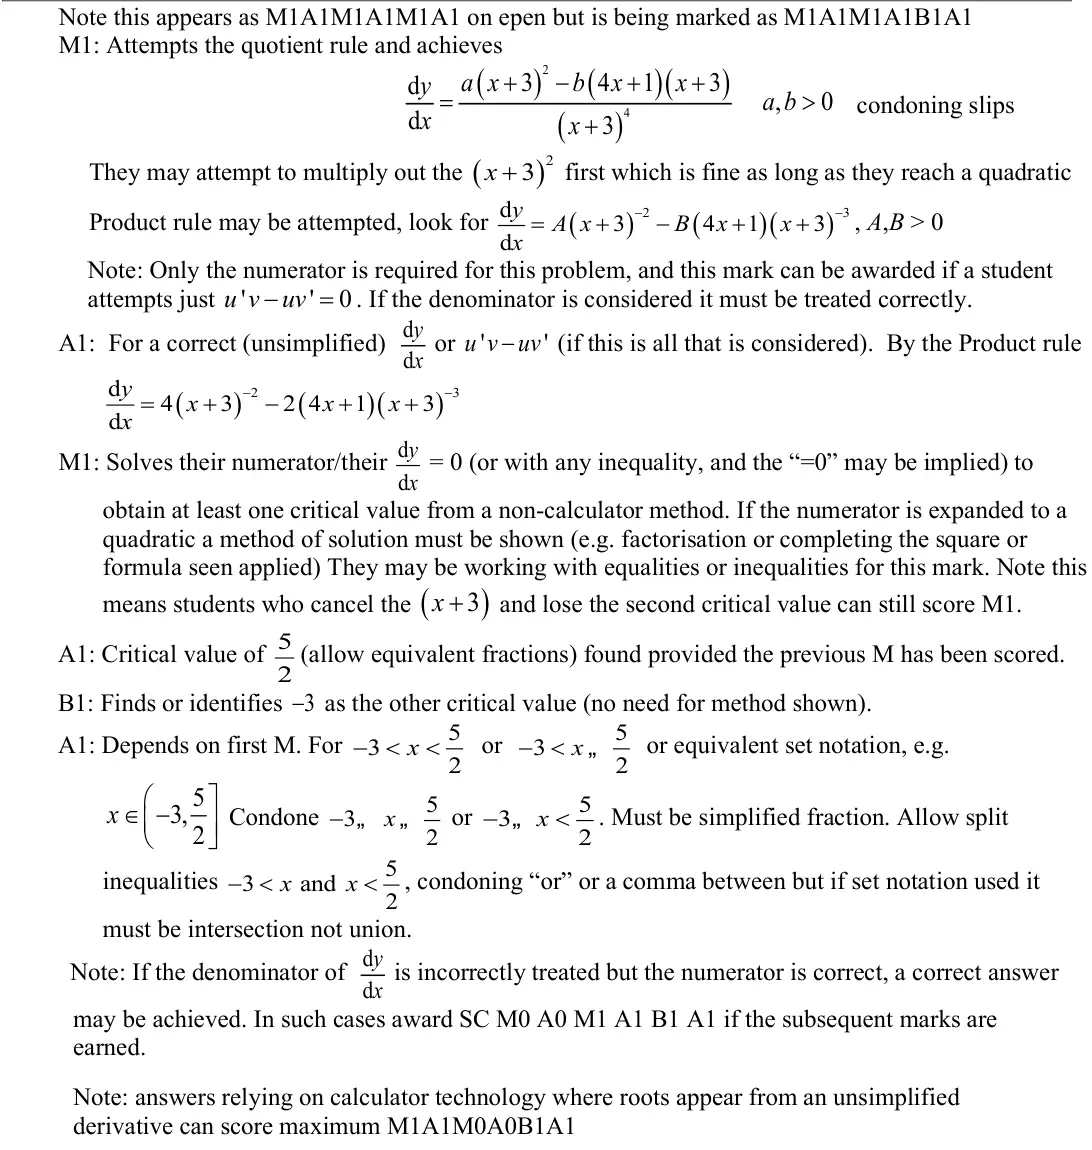 Note this appears as M1A1M1A1M1A1 on epen but is being marked as M1A1M1A1B1A1
M1: Attempts the quotient rule and achieves
dy/dx = (a(x+3)² − b(4x+1)(x+3))/(x+3)⁴   a,b > 0   condoning slips
They may attempt to multiply out the (x+3)² first which is fine as long as they reach a quadratic
Product rule may be attempted, look for dy/dx = A(x+3)⁻² − B(4x+1)(x+3)⁻³ , A,B > 0
Note: Only the numerator is required for this problem, and this mark can be awarded if a student
attempts just u'v−uv'=0. If the denominator is considered it must be treated correctly.
A1: For a correct (unsimplified) dy/dx or u'v−uv' (if this is all that is considered). By the Product rule
dy/dx = 4(x+3)⁻² − 2(4x+1)(x+3)⁻³
M1: Solves their numerator/their dy/dx = 0 (or with any inequality, and the “=0” may be implied) to
obtain at least one critical value from a non-calculator method. If the numerator is expanded to a
quadratic a method of solution must be shown (e.g. factorisation or completing the square or
formula seen applied) They may be working with equalities or inequalities for this mark. Note this
means students who cancel the (x+3) and lose the second critical value can still score M1.
A1: Critical value of 5/2 (allow equivalent fractions) found provided the previous M has been scored.
B1: Finds or identifies −3 as the other critical value (no need for method shown).
A1: Depends on first M. For −3 < x < 5/2 or −3 < x „ 5/2 or equivalent set notation, e.g.
x ∈ (−3, 5/2] Condone −3 „ x „ 5/2 or −3 „ x < 5/2. Must be simplified fraction. Allow split
inequalities −3 < x and x < 5/2, condoning “or” or a comma between but if set notation used it
must be intersection not union.
Note: If the denominator of dy/dx is incorrectly treated but the numerator is correct, a correct answer
may be achieved. In such cases award SC M0 A0 M1 A1 B1 A1 if the subsequent marks are
earned.
Note: answers relying on calculator technology where roots appear from an unsimplified
derivative can score maximum M1A1M0A0B1A1